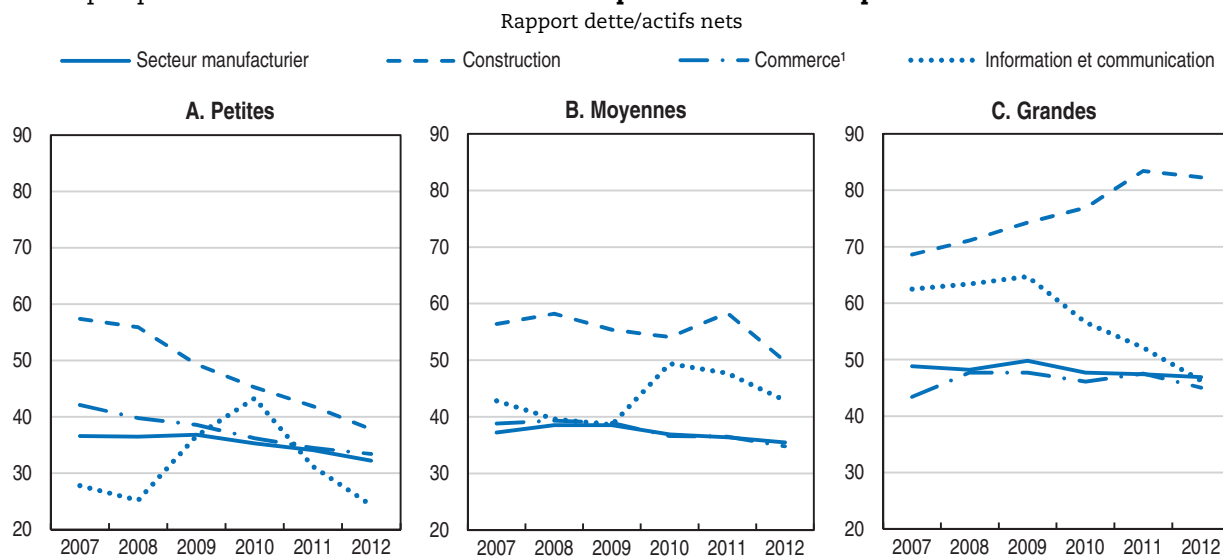 Rapport dette/actifs nets
Secteur manufacturier Construction Commerce¹ Information et communication
A. Petites B. Moyennes C. Grandes
90 90 90
80 80 80
70 70 70
60 60 60
50 50 50
40 40 40
30 30 30
20 20 20
2007 2008 2009 2010 2011 2012 2007 2008 2009 2010 2011 2012 2007 2008 2009 2010 2011 2012